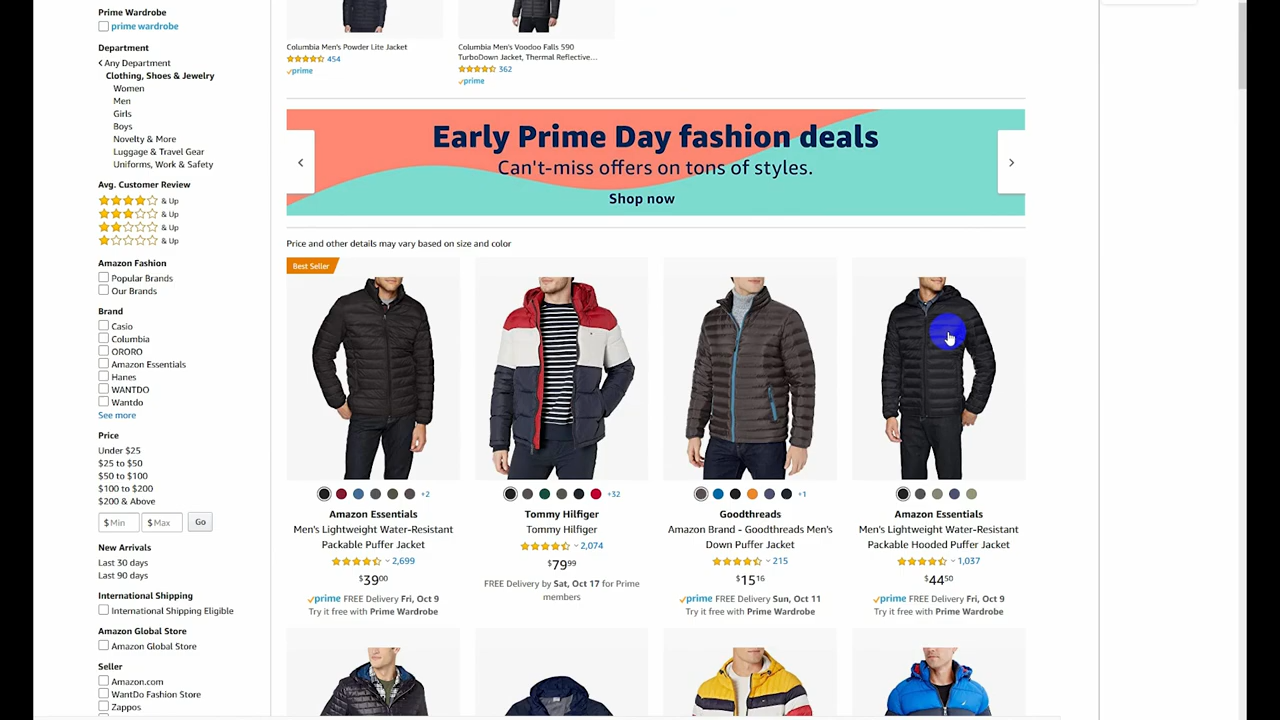 Prime Wardrobe
prime wardrobe
Department
Any Department
Clothing, Shoes & Jewelry
Women
Men
Girls
Boys
Novelty & More
Luggage & Travel Gear
Uniforms, Work & Safety
Avg. Customer Review
& Up
& Up
& Up
& Up
Amazon Fashion
Popular Brands
Our Brands
Brand
Casio
Columbia
ORORO
Amazon Essentials
Hanes
WANTDO
Wantdo
See more
Price
Under $25
$25 to $50
$50 to $100
$100 to $200
$200 & Above
$ Min $ Max Go
New Arrivals
Last 30 days
Last 90 days
International Shipping
International Shipping Eligible
Amazon Global Store
Amazon Global Store
Seller
Amazon.com
WantDo Fashion Store
Zappos
Columbia Men's Powder Lite Jacket
454
prime
Columbia Men's Voodoo Falls 590
TurboDown Jacket, Thermal Reflective...
362
prime
Early Prime Day fashion deals
Can't-miss offers on tons of styles.
Shop now
Price and other details may vary based on size and color
Best Seller
+2
Amazon Essentials
Men's Lightweight Water-Resistant
Packable Puffer Jacket
2,699
$3900
prime FREE Delivery Fri, Oct 9
Try it free with Prime Wardrobe
+32
Tommy Hilfiger
Tommy Hilfiger
2,074
$7999
FREE Delivery by Sat, Oct 17 for Prime
members
+1
Goodthreads
Amazon Brand - Goodthreads Men's
Down Puffer Jacket
215
$1516
prime FREE Delivery Sun, Oct 11
Try it free with Prime Wardrobe
Amazon Essentials
Men's Lightweight Water-Resistant
Packable Hooded Puffer Jacket
1,037
$4450
prime FREE Delivery Fri, Oct 9
Try it free with Prime Wardrobe